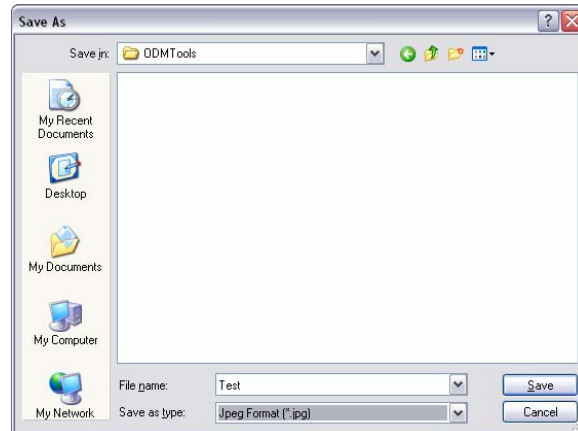 Save As
Save in: ODMTools
My Recent
Documents
Desktop
My Documents
My Computer
My Network
File name: Test
Save
Save as type: Jpeg Format (*.jpg)
Cancel